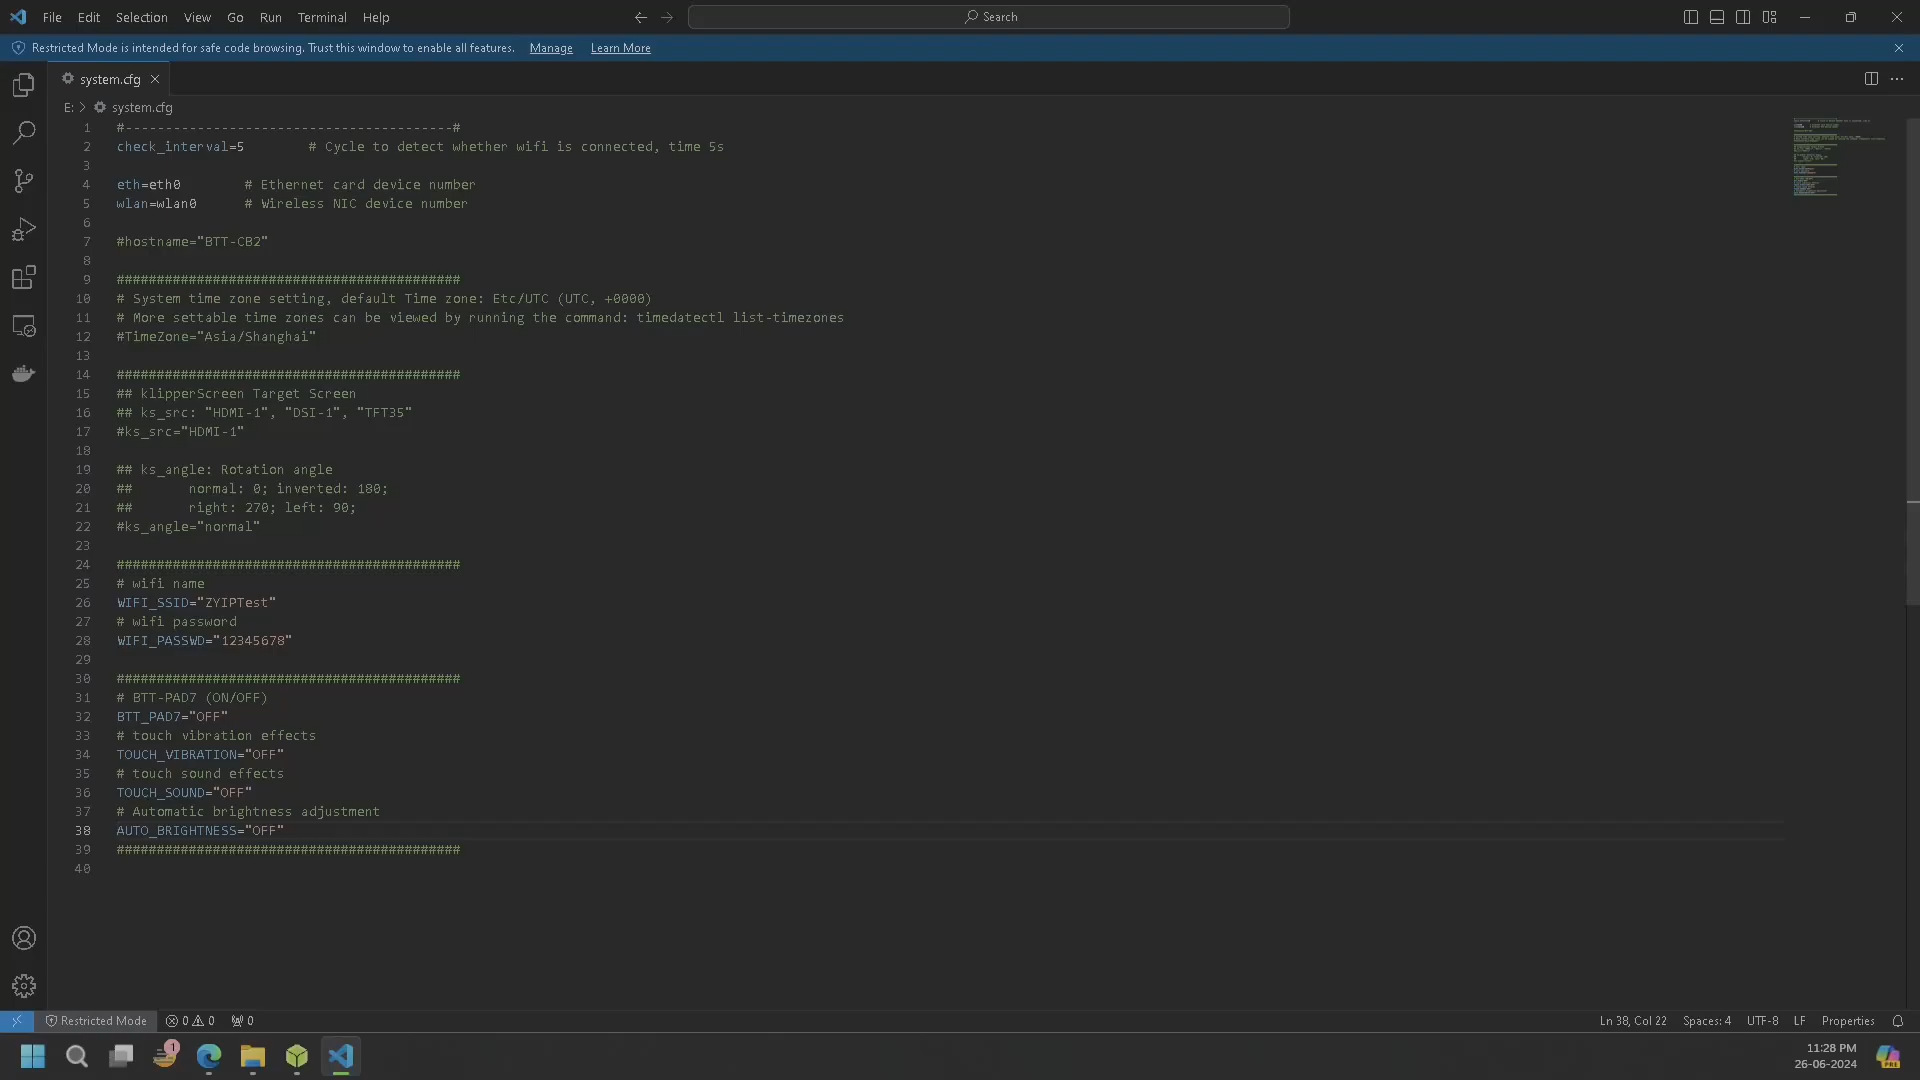 File Edit Selection View Go Run Terminal Help Search
Restricted Mode is intended for safe code browsing. Trust this window to enable all features. Manage Learn More
system.cfg
E: > system.cfg
1 #-----------------------------------------#
2 check_interval=5 # Cycle to detect whether wifi is connected, time 5s
3
4 eth=eth0 # Ethernet card device number
5 wlan=wlan0 # Wireless NIC device number
6
7 #hostname="BTT-CB2"
8
9 ###########################################
10 # System time zone setting, default Time zone: Etc/UTC (UTC, +0000)
11 # More settable time zones can be viewed by running the command: timedatectl list-timezones
12 #TimeZone="Asia/Shanghai"
13
14 ###########################################
15 ## klipperScreen Target Screen
16 ## ks_src: "HDMI-1", "DSI-1", "TFT35"
17 #ks_src="HDMI-1"
18
19 ## ks_angle: Rotation angle
20 ## normal: 0; inverted: 180;
21 ## right: 270; left: 90;
22 #ks_angle="normal"
23
24 ###########################################
25 # wifi name
26 WIFI_SSID="ZYIPTest"
27 # wifi password
28 WIFI_PASSWD="12345678"
29
30 ###########################################
31 # BTT-PAD7 (ON/OFF)
32 BTT_PAD7="OFF"
33 # touch vibration effects
34 TOUCH_VIBRATION="OFF"
35 # touch sound effects
36 TOUCH_SOUND="OFF"
37 # Automatic brightness adjustment
38 AUTO_BRIGHTNESS="OFF"
39 ###########################################
40
Restricted Mode 0 0 0 Ln 38, Col 22 Spaces: 4 UTF-8 LF Properties
1 11:28 PM
26-06-2024
PRE